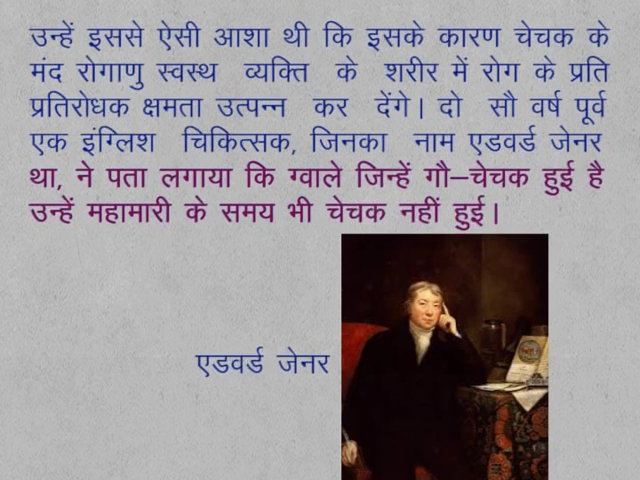 उन्हें इससे ऐसी आशा थी कि इसके कारण चेचक के
मंद रोगाणु स्वस्थ व्यक्ति के शरीर में रोग के प्रति
प्रतिरोधक क्षमता उत्पन्न कर देंगे। दो सौ वर्ष पूर्व
एक इंग्लिश चिकित्सक, जिनका नाम एडवर्ड जेनर
था, ने पता लगाया कि ग्वाले जिन्हें गौ–चेचक हुई है
उन्हें महामारी के समय भी चेचक नहीं हुई।
एडवर्ड जेनर